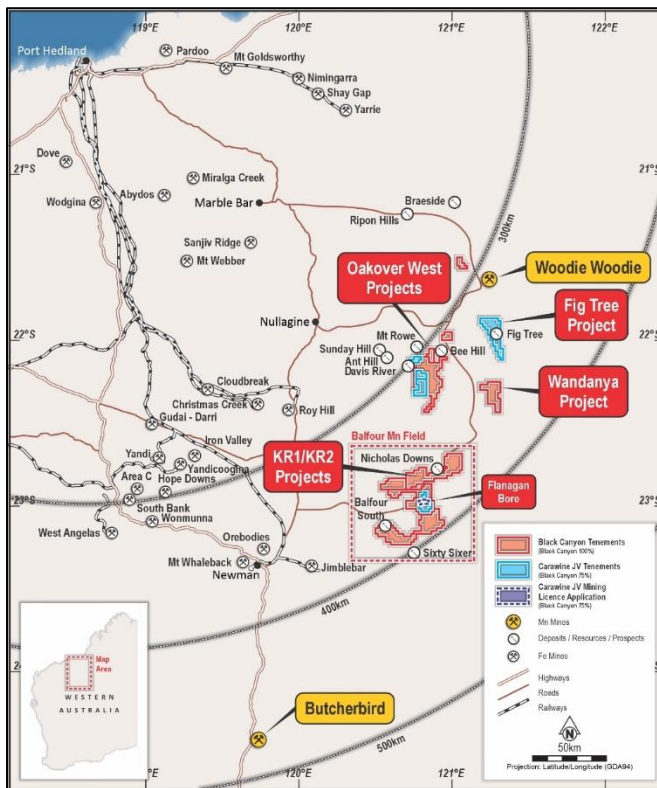 119°E
120°E
121°E
122°E
Port Hedland
Pardoo
Mt Goldsworthy
Nimingarra
Shay Gap
Yarrie
Dove
21°S
Miralga Creek
Abydos
Wodgina
Marble Bar
Braeside
Ripon Hills
300km
Sanjiv Ridge
Mt Webber
Oakover West
Projects
Woodie Woodie
Fig Tree
Project
Nullagine
22°S
22°S
Mt Rowe
Fig Tree
Sunday Hill
Bee Hill
Ant Hill
Davis River
Cloudbreak
Christmas Creek
Roy Hill
Wandanya
Project
Gudai - Darri
Iron Valley
Balfour Mn Field
Yandi
Yandicoogina
KR1/KR2
Projects
Nicholas Downs
Area C
Hope Downs
Flanagan
Bore
23°S
23°S
South Bank
Balfour
South
West Angelas
Wonmunna
Orebodies
Mt Whaleback
Newman
Jimblebar
Sixty Sixer
400km
Black Canyon Tenements
(Black Canyon 100%)
Carawine JV Tenements
(Black Canyon 75%)
Carawine JV Mining
Licence Application
(Black Canyon 75%)
Mn Mines
Deposits / Resources / Prospects
Fe Mines
Highways
Roads
Railways
N
50km
Projection: Latitude/Longitude (GDA94)
Map
Area
WESTERN
AUSTRALIA
Butcherbird
500km